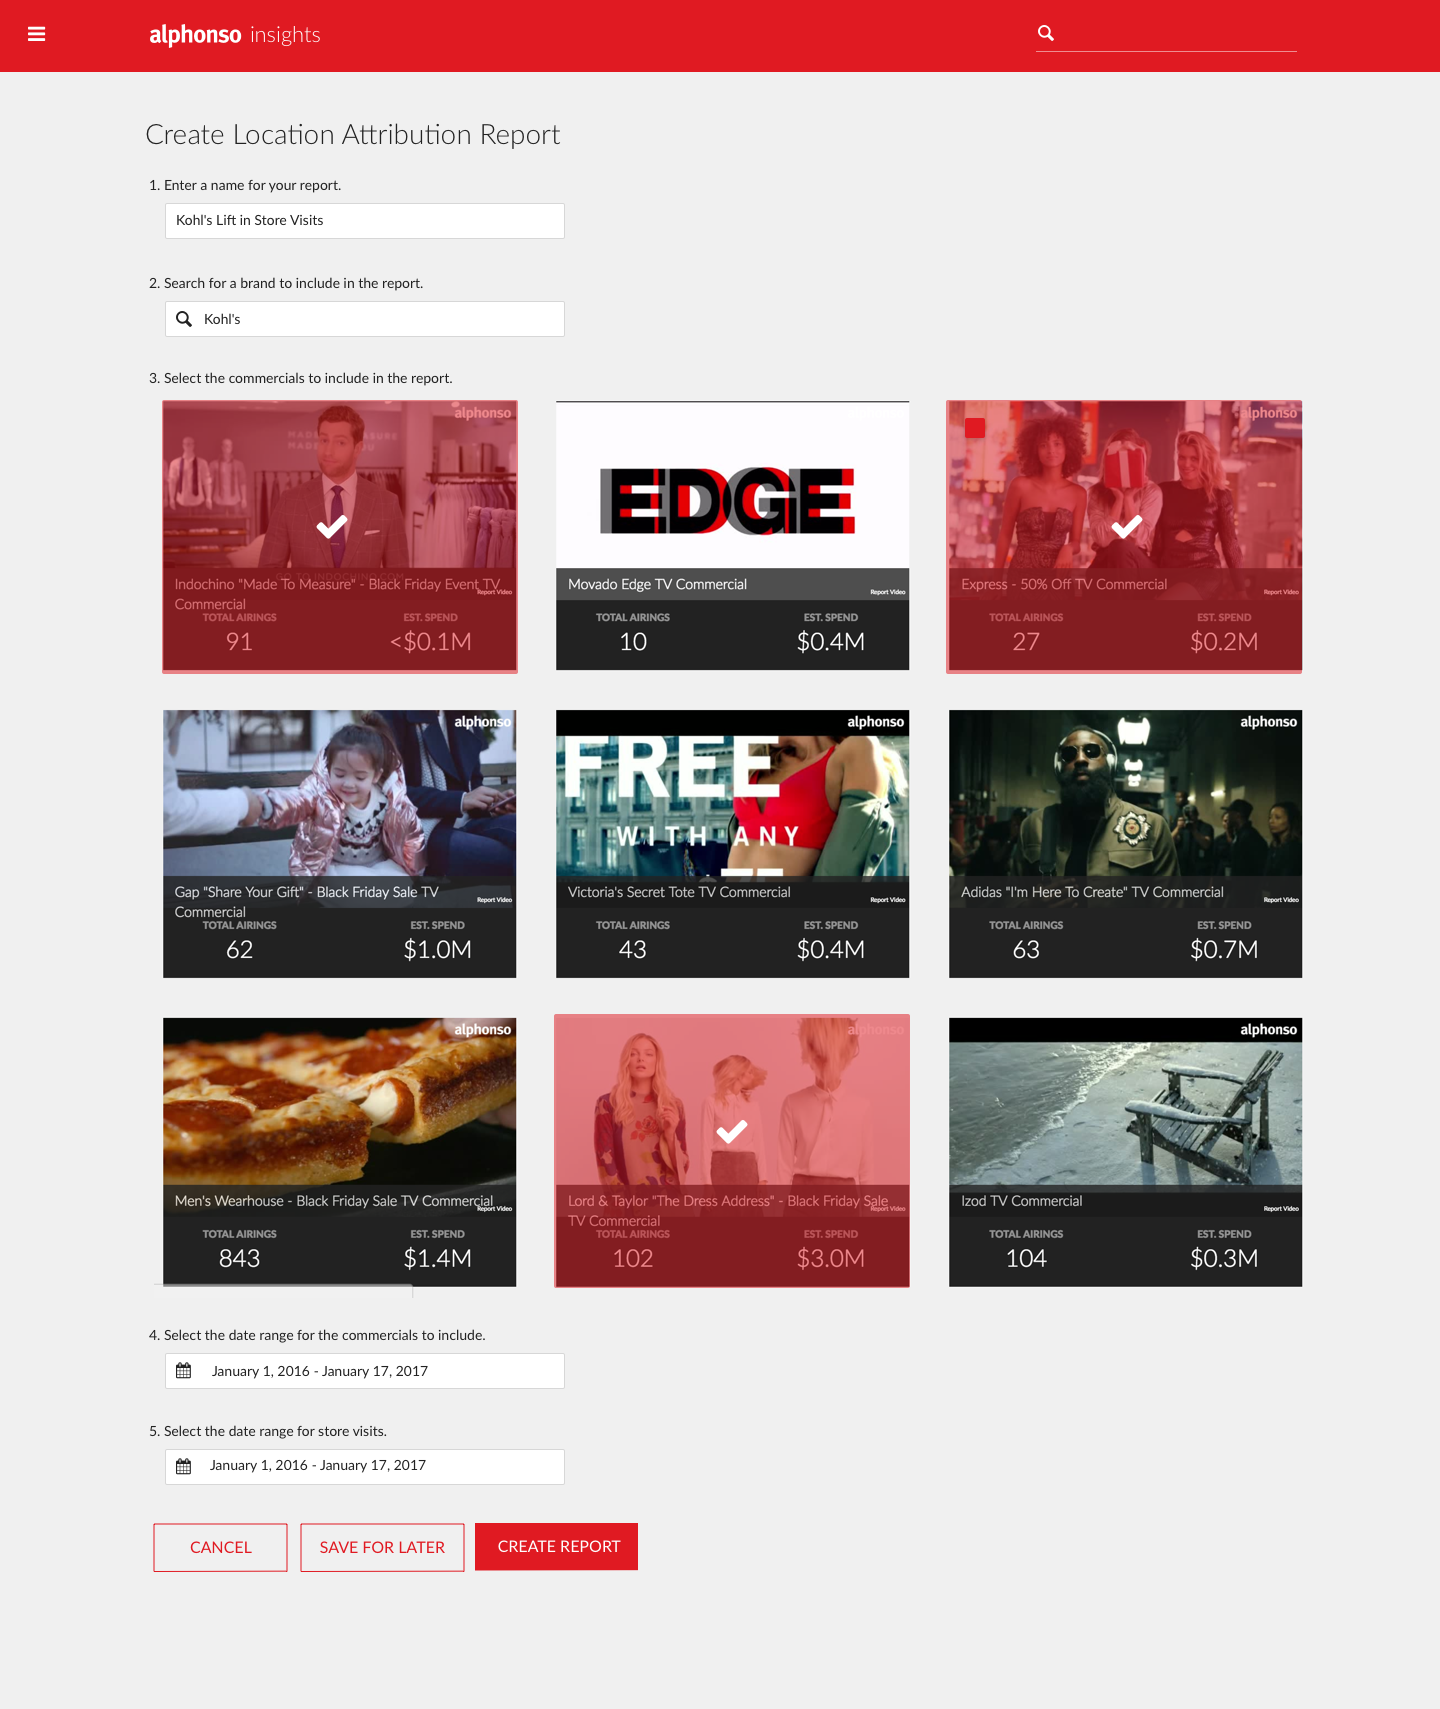 alphonso insights
Create Location Attribution Report
1. Enter a name for your report.
Kohl's Lift in Store Visits
2. Search for a brand to include in the report.
Kohl's
3. Select the commercials to include in the report.
alphonso
Indochino "Made To Measure" - Black Friday Event TV
Commercial
Report Video
TOTAL AIRINGS EST. SPEND
91 <$0.1M
EDGE
Movado Edge TV Commercial
Report Video
TOTAL AIRINGS EST. SPEND
10 $0.4M
alphonso
Express - 50% Off TV Commercial
Report Video
TOTAL AIRINGS EST. SPEND
27 $0.2M
alphonso
Gap "Share Your Gift" - Black Friday Sale TV
Commercial
Report Video
TOTAL AIRINGS EST. SPEND
62 $1.0M
alphonso
FREE
WITH ANY
Victoria's Secret Tote TV Commercial
Report Video
TOTAL AIRINGS EST. SPEND
43 $0.4M
alphonso
Adidas "I'm Here To Create" TV Commercial
Report Video
TOTAL AIRINGS EST. SPEND
63 $0.7M
alphonso
Men's Wearhouse - Black Friday Sale TV Commercial
Report Video
TOTAL AIRINGS EST. SPEND
843 $1.4M
alphonso
Lord & Taylor "The Dress Address" - Black Friday Sale
TV Commercial
Report Video
TOTAL AIRINGS EST. SPEND
102 $3.0M
alphonso
Izod TV Commercial
Report Video
TOTAL AIRINGS EST. SPEND
104 $0.3M
4. Select the date range for the commercials to include.
January 1, 2016 - January 17, 2017
5. Select the date range for store visits.
January 1, 2016 - January 17, 2017
CANCEL SAVE FOR LATER CREATE REPORT